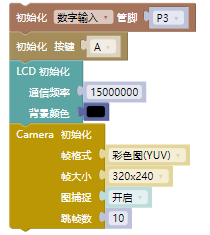 初始化 数字输入 管脚 P3
初始化 按键 A
LCD 初始化
通信频率 15000000
背景颜色
Camera 初始化
帧格式 彩色图(YUV)
帧大小 320x240
图捕捉 开启
跳帧数 10